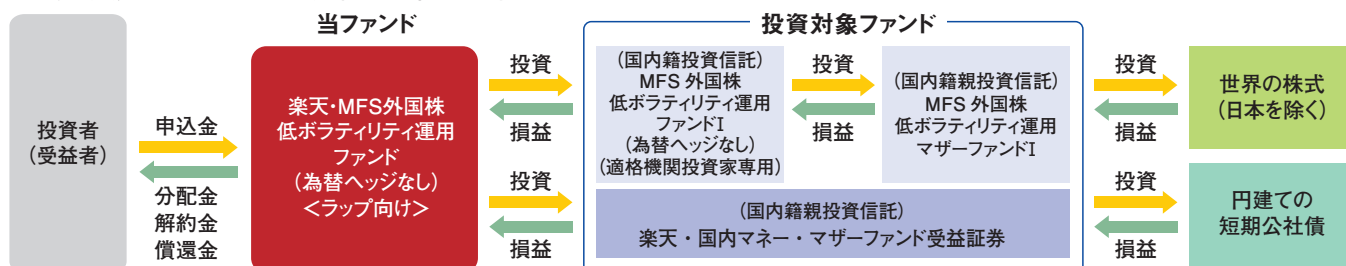 当ファンド
投資対象ファンド
投資者
(受益者)
申込金
分配金
解約金
償還金
楽天・MFS外国株
低ボラティリティ運用
ファンド
(為替ヘッジなし)
<ラップ向け>
投資
損益
投資
損益
(国内籍投資信託)
MFS 外国株
低ボラティリティ運用
ファンドⅠ
(為替ヘッジなし)
(適格機関投資家専用)
投資
損益
(国内籍親投資信託)
MFS 外国株
低ボラティリティ運用
マザーファンドⅠ
(国内籍親投資信託)
楽天・国内マネー・マザーファンド受益証券
投資
損益
投資
損益
世界の株式
(日本を除く)
円建ての
短期公社債